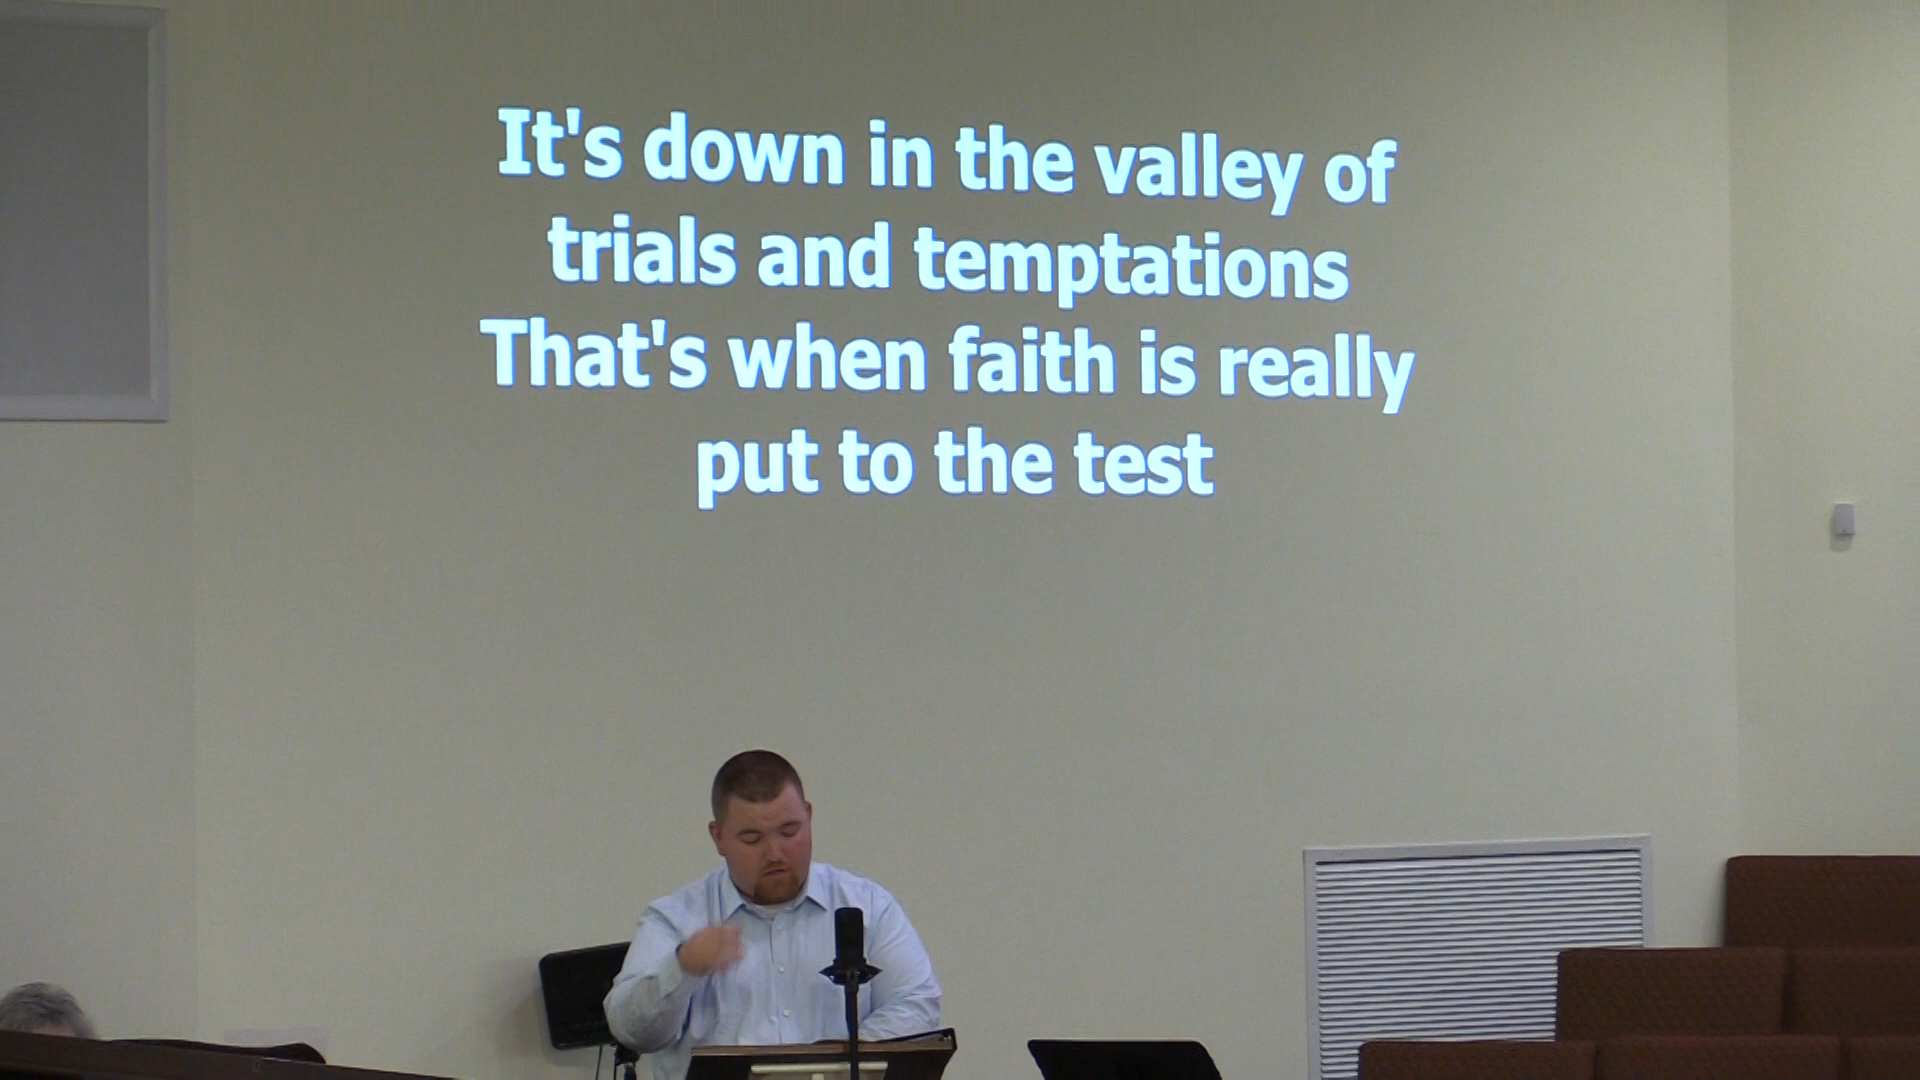 It's down in the valley of
trials and temptations
That's when faith is really
put to the test